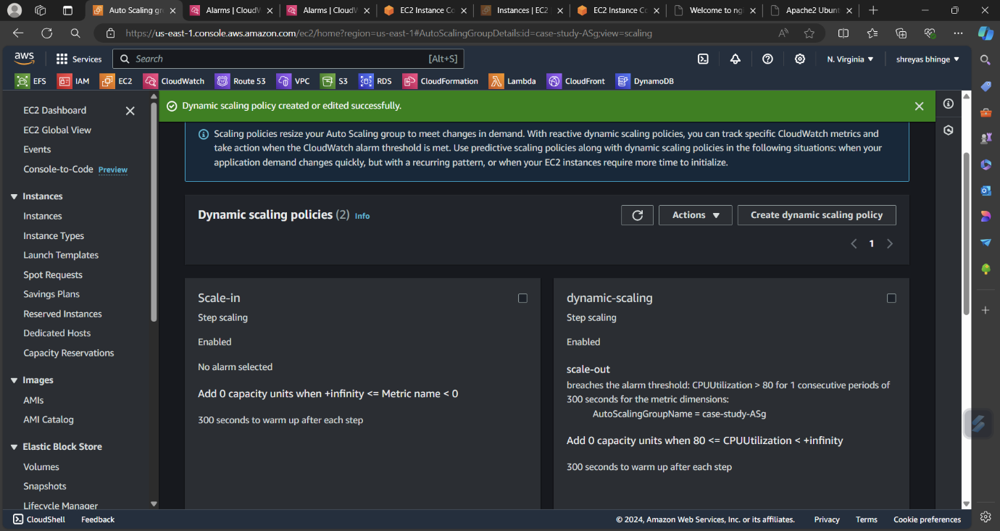 Auto Scaling gr
Alarms | CloudW
Alarms | CloudW
EC2 Instance Co
Instances | EC2
EC2 Instance Co
Welcome to ng
Apache2 Ubunt
https://us-east-1.console.aws.amazon.com/ec2/home?region=us-east-1#AutoScalingGroupDetails:id=case-study-ASg;view=scaling
aws
Services
Search
[Alt+S]
N. Virginia
shreyas bhinge
EFS
IAM
EC2
CloudWatch
Route 53
VPC
S3
RDS
CloudFormation
Lambda
CloudFront
DynamoDB
EC2 Dashboard
EC2 Global View
Events
Console-to-Code Preview
Instances
Instances
Instance Types
Launch Templates
Spot Requests
Savings Plans
Reserved Instances
Dedicated Hosts
Capacity Reservations
Images
AMIs
AMI Catalog
Elastic Block Store
Volumes
Snapshots
Lifecycle Manager
Dynamic scaling policy created or edited successfully.
Scaling policies resize your Auto Scaling group to meet changes in demand. With reactive dynamic scaling policies, you can track specific CloudWatch metrics and
take action when the CloudWatch alarm threshold is met. Use predictive scaling policies along with dynamic scaling policies in the following situations: when your
application demand changes quickly, but with a recurring pattern, or when your EC2 instances require more time to initialize.
Dynamic scaling policies (2) Info
Actions
Create dynamic scaling policy
1
Scale-in
Step scaling
Enabled
No alarm selected
Add 0 capacity units when +infinity <= Metric name < 0
300 seconds to warm up after each step
dynamic-scaling
Step scaling
Enabled
scale-out
breaches the alarm threshold: CPUUtilization > 80 for 1 consecutive periods of
300 seconds for the metric dimensions:
AutoScalingGroupName = case-study-ASg
Add 0 capacity units when 80 <= CPUUtilization < +infinity
300 seconds to warm up after each step
CloudShell
Feedback
© 2024, Amazon Web Services, Inc. or its affiliates.
Privacy
Terms
Cookie preferences